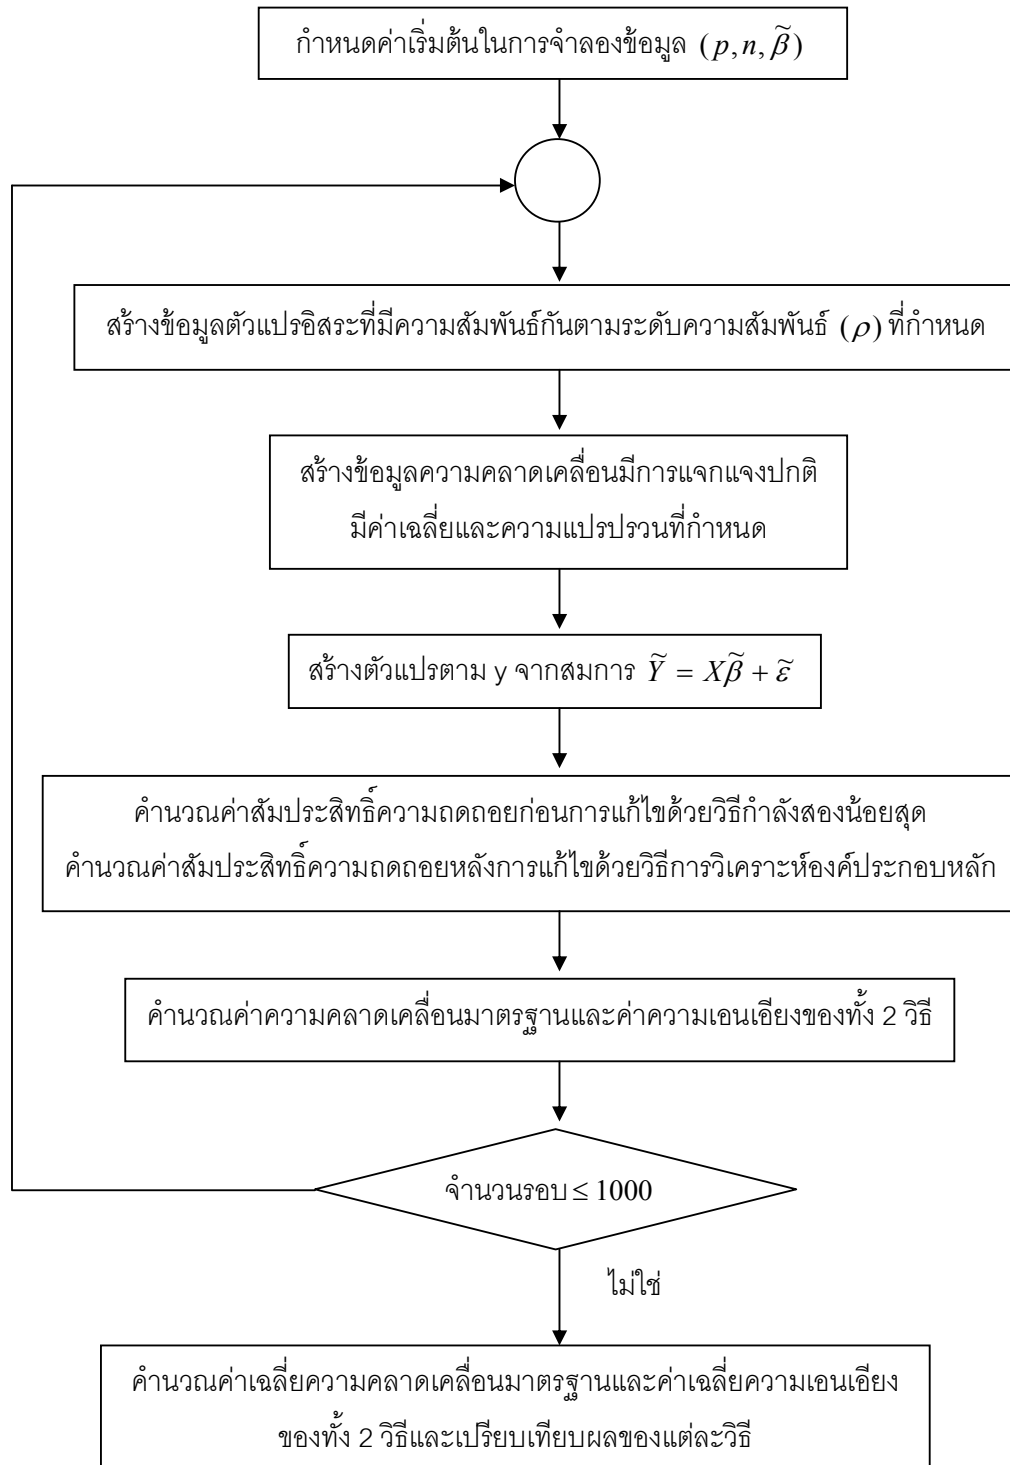 กำหนดค่าเริ่มต้นในการจำลองข้อมูล (p, n, β̃)
สร้างข้อมูลตัวแปรอิสระที่มีความสัมพันธ์กันตามระดับความสัมพันธ์ (ρ) ที่กำหนด
สร้างข้อมูลความคลาดเคลื่อนมีการแจกแจงปกติ
มีค่าเฉลี่ยและความแปรปรวนที่กำหนด
สร้างตัวแปรตาม y จากสมการ Ỹ = Xβ̃ + ε̃
คำนวณค่าสัมประสิทธิ์ความถดถอยก่อนการแก้ไขด้วยวิธีกำลังสองน้อยสุด
คำนวณค่าสัมประสิทธิ์ความถดถอยหลังการแก้ไขด้วยวิธีการวิเคราะห์องค์ประกอบหลัก
คำนวณค่าความคลาดเคลื่อนมาตรฐานและค่าความเอนเอียงของทั้ง 2 วิธี
จำนวนรอบ ≤ 1000
ไม่ใช่
คำนวณค่าเฉลี่ยความคลาดเคลื่อนมาตรฐานและค่าเฉลี่ยความเอนเอียง
ของทั้ง 2 วิธีและเปรียบเทียบผลของแต่ละวิธี